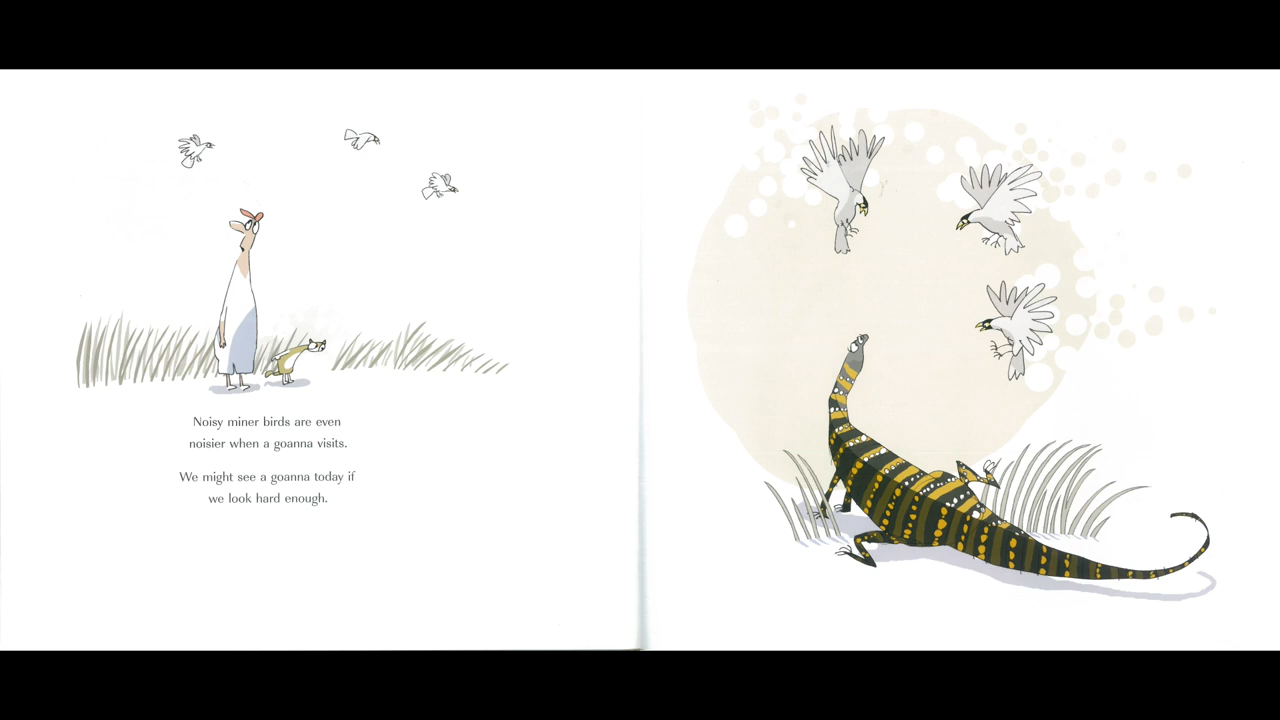 Noisy miner birds are even
noisier when a goanna visits.
We might see a goanna today if
we look hard enough.